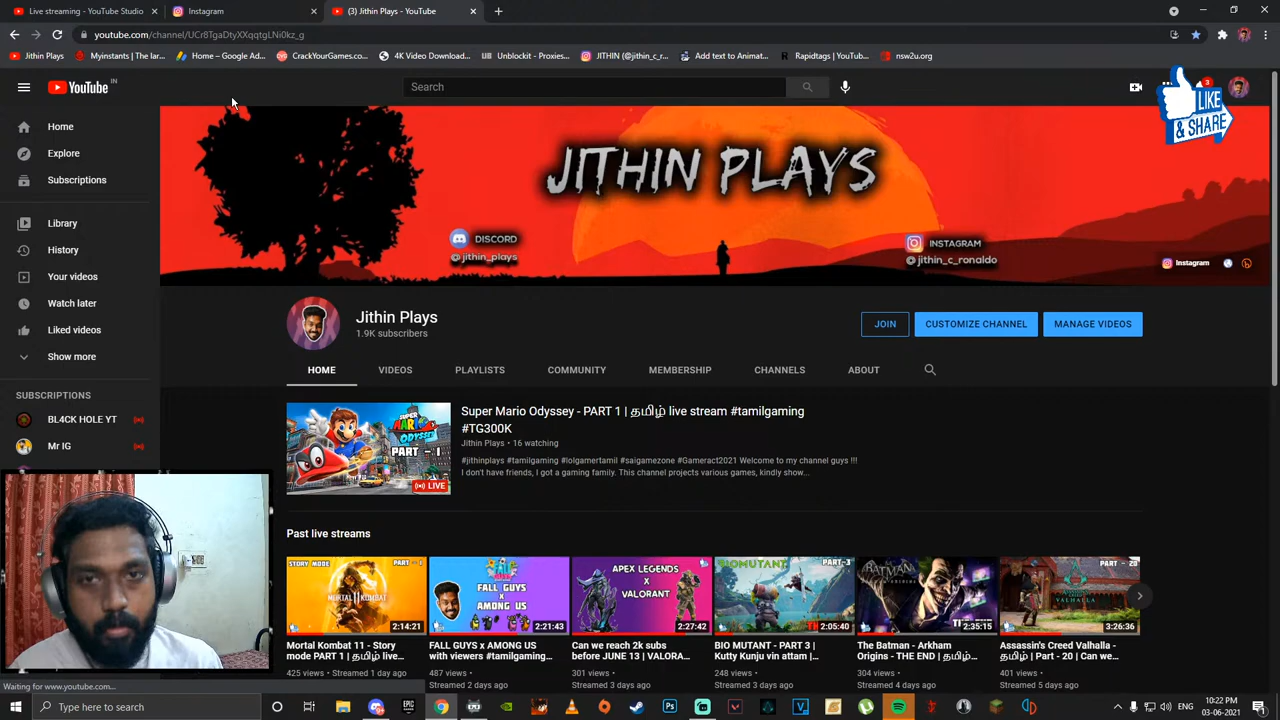 Live streaming - YouTube Studio
Instagram
(3) Jithin Plays - YouTube
youtube.com/channel/UCr8TgaDtyXXqqtgLNi0kz_g
Jithin Plays
Myinstants | The lar...
Home – Google Ad...
CrackYourGames.co...
4K Video Download...
Unblockit - Proxies...
JITHIN (@jithin_c_r...
Add text to Animat...
Rapidtags | YouTub...
nsw2u.org
YouTube IN
Search
3
LIKE
& SHARE
Home
Explore
Subscriptions
Library
History
Your videos
Watch later
Liked videos
Show more
SUBSCRIPTIONS
BL4CK HOLE YT
Mr IG
JITHIN PLAYS
DISCORD
@jithin_plays
INSTAGRAM
@jithin_c_ronaldo
Instagram
Jithin Plays
1.9K subscribers
JOIN
CUSTOMIZE CHANNEL
MANAGE VIDEOS
HOME
VIDEOS
PLAYLISTS
COMMUNITY
MEMBERSHIP
CHANNELS
ABOUT
SUPER
MARIO
ODYSSEY
PART - 1
LIVE
Super Mario Odyssey - PART 1 | தமிழ் live stream #tamilgaming
#TG300K
Jithin Plays • 16 watching
#jithinplays #tamilgaming #lolgamertamil #saigamezone #Gameract2021 Welcome to my channel guys !!!
I don't have friends, I got a gaming family. This channel projects various games, kindly show...
Past live streams
STORY MODE
MORTAL KOMBAT
2:14:21
Mortal Kombat 11 - Story
mode PART 1 | தமிழ் live...
425 views • Streamed 1 day ago
FALL GUYS
x
AMONG US
2:21:43
FALL GUYS x AMONG US
with viewers #tamilgaming...
487 views •
Streamed 2 days ago
APEX LEGENDS
X
VALORANT
2:27:42
Can we reach 2k subs
before JUNE 13 | VALORA...
301 views •
Streamed 3 days ago
BIOMUTANT
PART-3
2:05:40
BIO MUTANT - PART 3 |
Kutty Kunju vin attam |...
248 views •
Streamed 3 days ago
BATMAN
2:35:15
The Batman - Arkham
Origins - THE END | தமிழ்...
304 views •
Streamed 4 days ago
PART - 20
ASSASSIN'S
CREED
VALHALLA
3:26:36
Assassin's Creed Valhalla -
தமிழ் | Part - 20 | Can we...
401 views •
Streamed 5 days ago
Waiting for www.youtube.com...
Type here to search
ENG
10:22 PM
03-06-2021